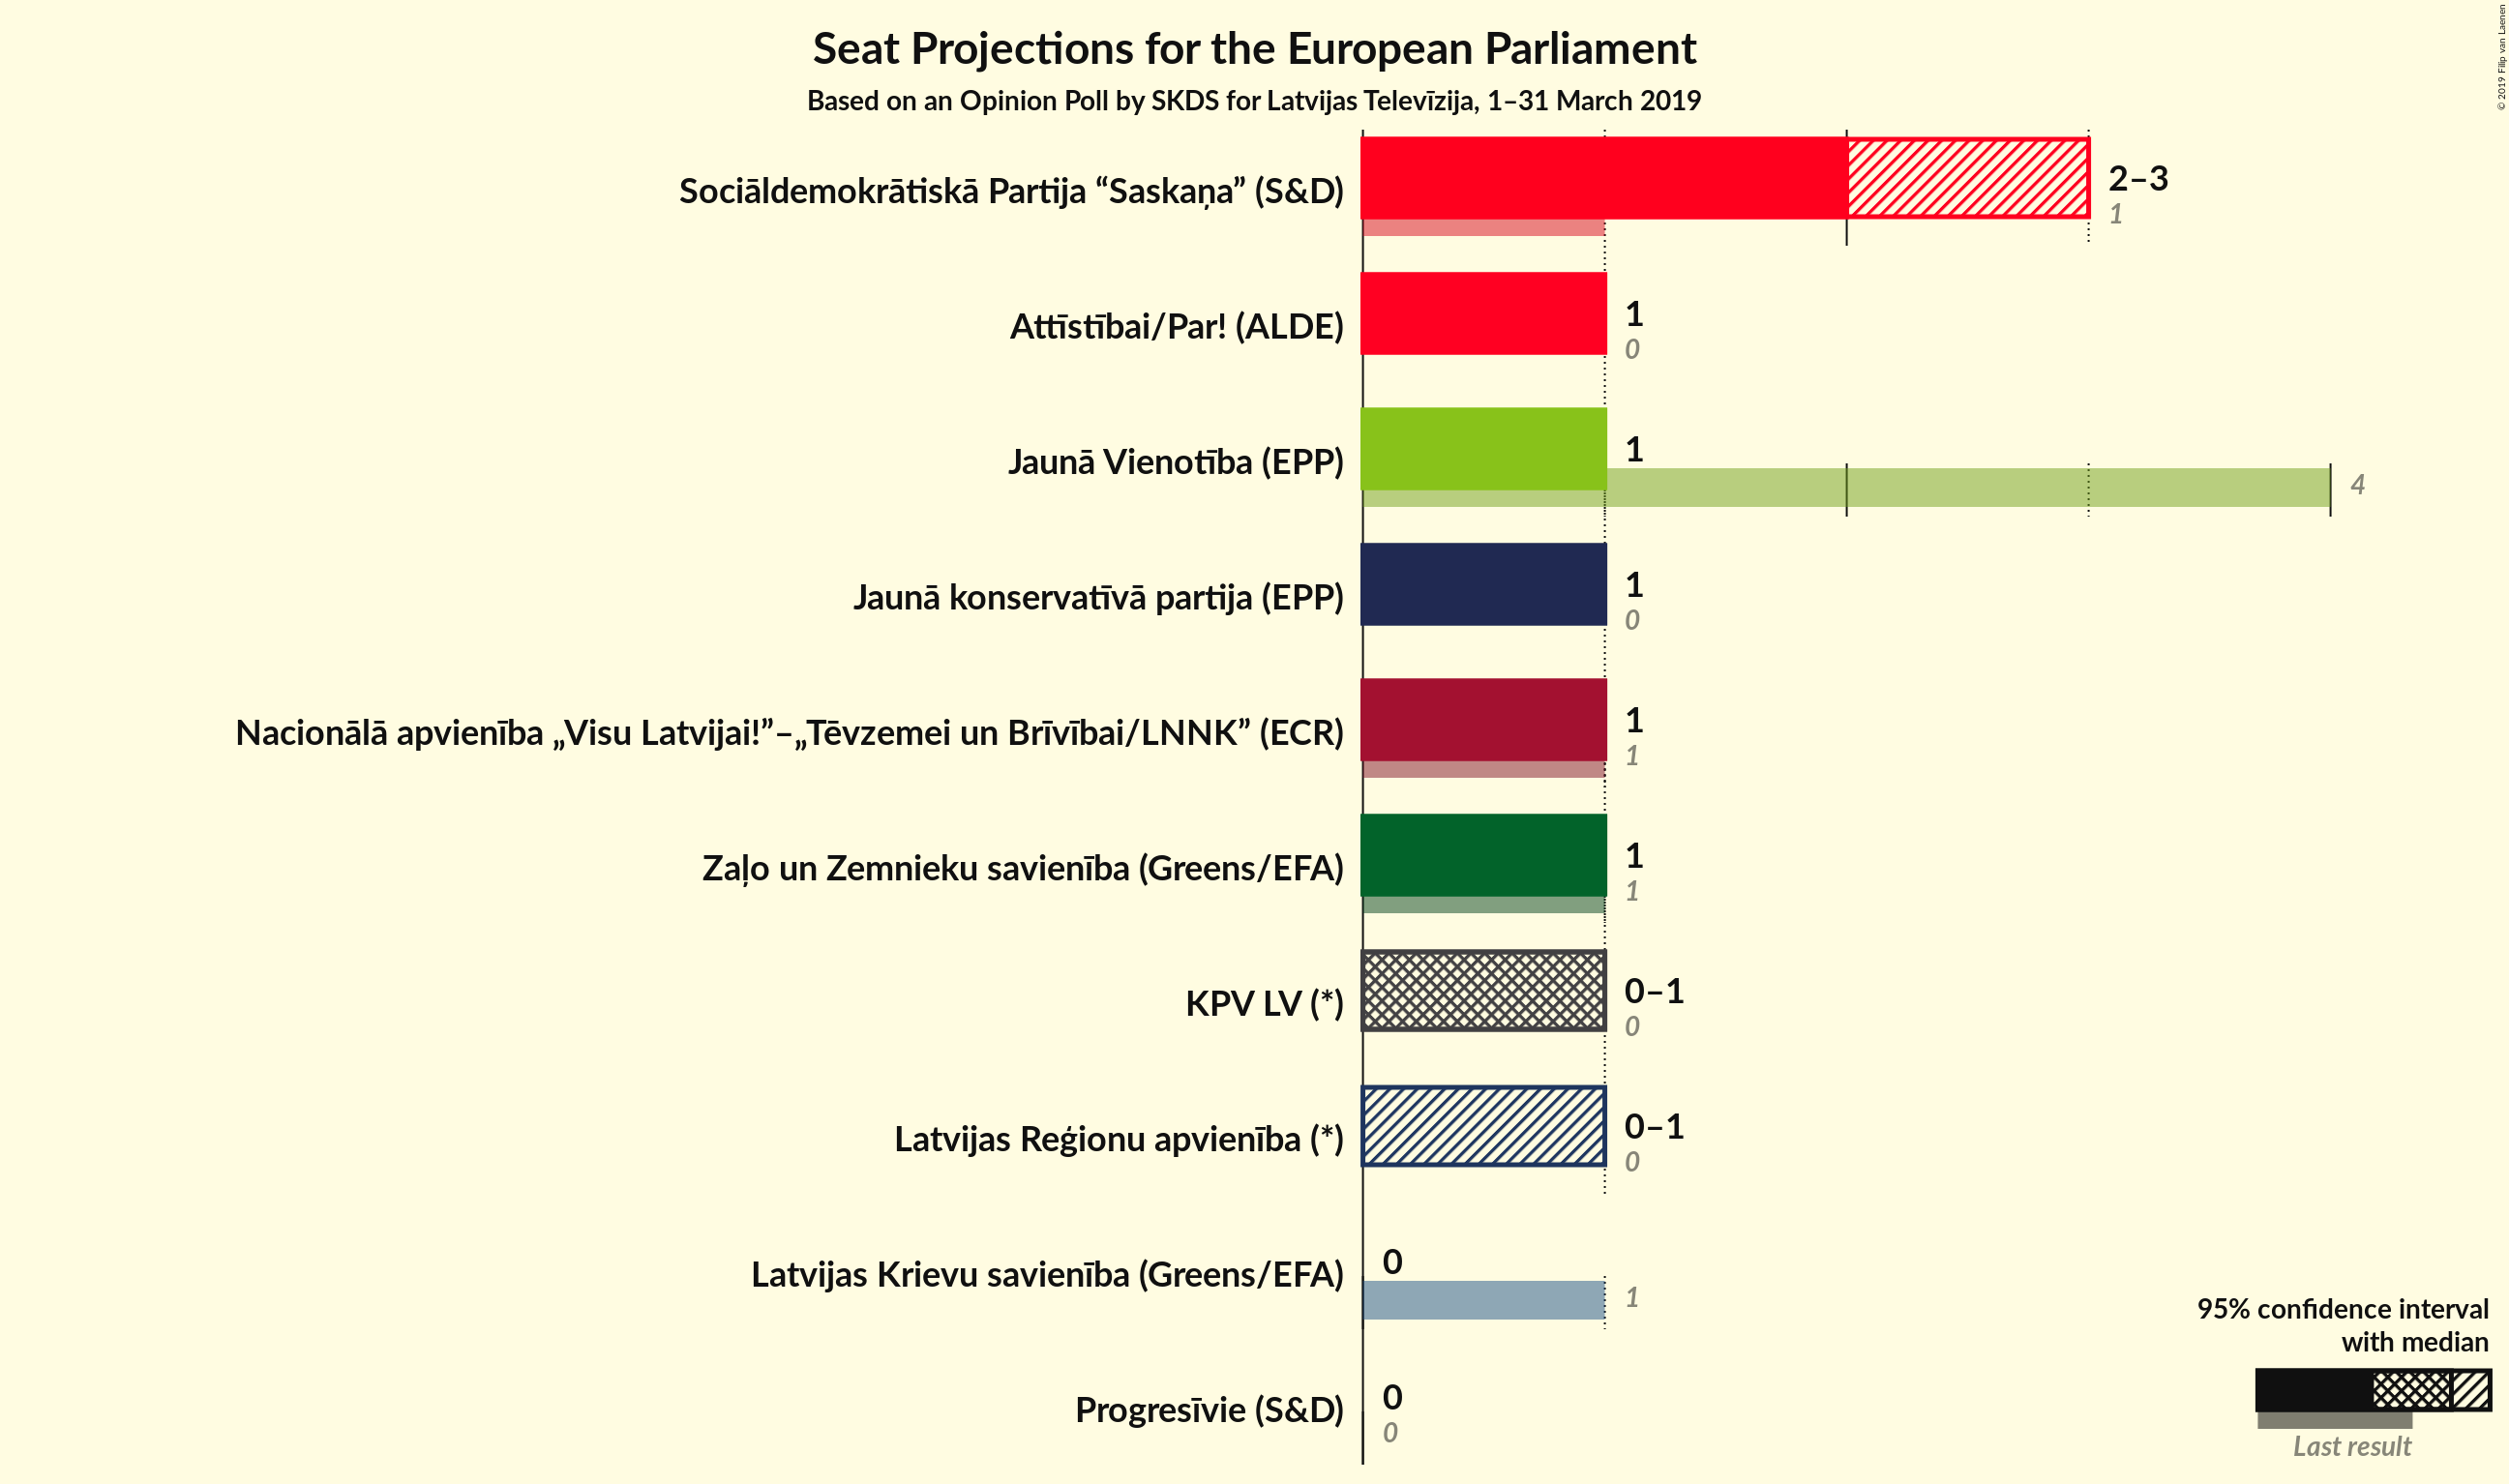 Seat Projections for the European Parliament
Based on an Opinion Poll by SKDS for Latvijas Televīzija, 1–31 March 2019
© 2019 Filip van Laenen
Sociāldemokrātiskā Partija “Saskaņa” (S&D)
2–3
1
Attīstībai/Par! (ALDE)
1
0
Jaunā Vienotība (EPP)
1
4
Jaunā konservatīvā partija (EPP)
1
0
Nacionālā apvienība „Visu Latvijai!”–„Tēvzemei un Brīvībai/LNNK” (ECR)
1
1
Zaļo un Zemnieku savienība (Greens/EFA)
1
1
KPV LV (*)
0–1
0
Latvijas Reģionu apvienība (*)
0–1
0
Latvijas Krievu savienība (Greens/EFA)
0
1
Progresīvie (S&D)
0
0
95% confidence interval
with median
Last result